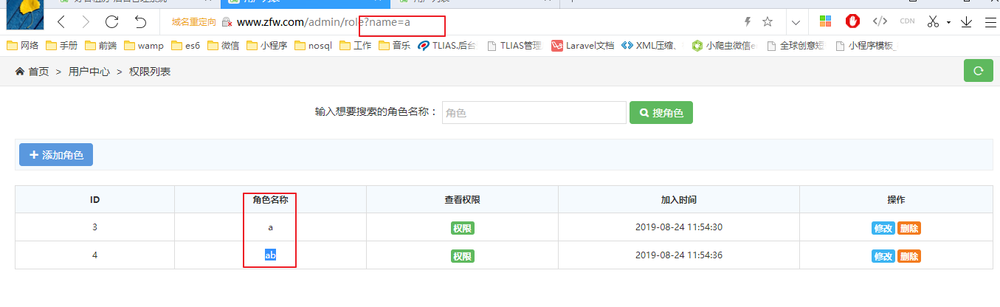 域名重定向 www.zfw.com/admin/role?name=a CDN
网络 手册 前端 wamp es6 微信 小程序 nosql 工作 音乐 TLIAS.后台 TLIAS管理 Laravel文档 XML压缩、 小爬虫微信e 全球创意短 小程序模板_
首页 > 用户中心 > 权限列表
输入想要搜索的角色名称： 角色 搜角色
添加角色
ID 角色名称 查看权限 加入时间 操作
3 a 权限 2019-08-24 11:54:30 修改 删除
4 ab 权限 2019-08-24 11:54:36 修改 删除